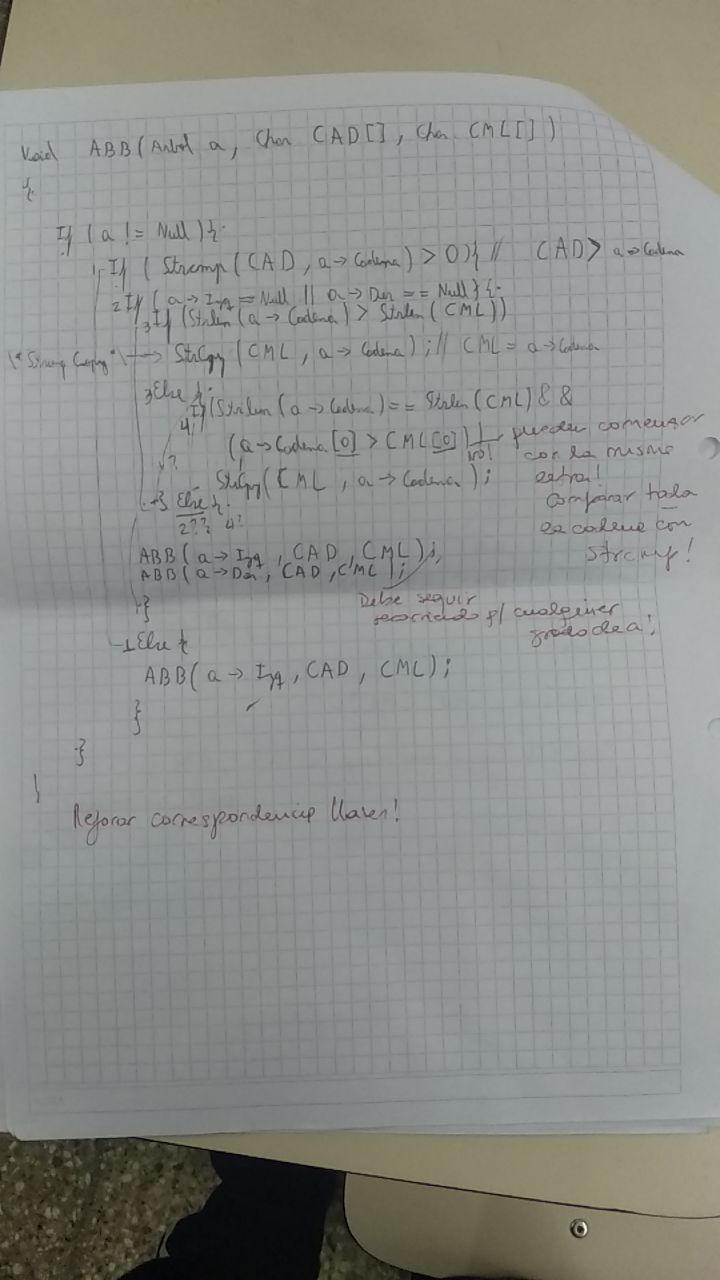 Void ABB(Arbol a, Char CAD[], Char CML[])
{
If (a != Null){
1 If (Strcmp(CAD, a→Cadena) > 0){ // CAD > a→Cadena
2 If (a→Izq == Null || a→Der == Null){
3 If (Strlen(a→Cadena) > Strlen(CML))
\*String Copy*\ → StrCpy(CML, a→Cadena); // CML = a→Cadena
3 Else {
4 If (Strlen(a→Cadena) == Strlen(CML) &&
(a→Cadena[0] > CML[0]) pueden comenzar
con la misma
StrCpy(CML, a→Cadena); letra!
} Else { Comparar toda
2??; 4? la cadena con
Strcmp!
ABB(a→Izq, CAD, CML);
ABB(a→Der, CAD, CML);
} Debe seguir
recorriendo p/ cualquier
grado de a!
1 Else {
ABB(a→Izq, CAD, CML);
}
}
}
Mejorar correspondencia llaves!